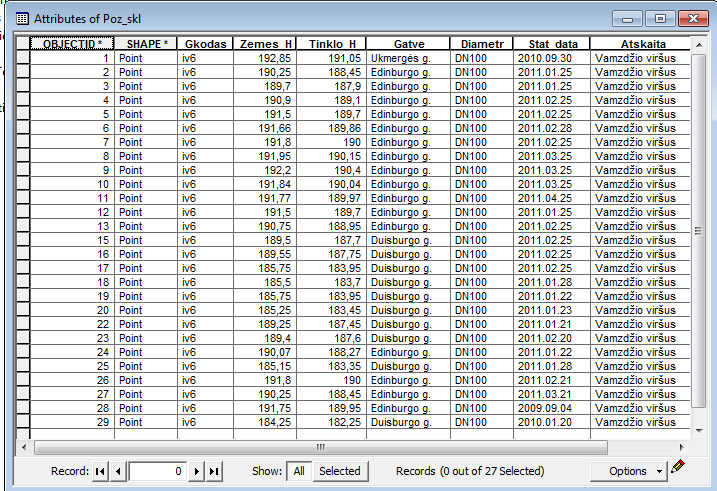 Attributes of Poz_skl
OBJECTID * SHAPE * Gkodas Zemes_H Tinklo_H Gatve Diametr Stat_data Atskaita
1 Point iv6 192,85 191,05 Ukmergės g. DN100 2010.09.30 Vamzdžio viršus
2 Point iv6 190,25 188,45 Edinburgo g. DN100 2011.01.25 Vamzdžio viršus
3 Point iv6 189,7 187,9 Edinburgo g. DN100 2011.01.25 Vamzdžio viršus
4 Point iv6 190,9 189,1 Edinburgo g. DN100 2011.02.25 Vamzdžio viršus
5 Point iv6 191,5 189,7 Edinburgo g. DN100 2011.02.25 Vamzdžio viršus
6 Point iv6 191,66 189,86 Edinburgo g. DN100 2011.02.28 Vamzdžio viršus
7 Point iv6 191,8 190 Edinburgo g. DN100 2011.02.25 Vamzdžio viršus
8 Point iv6 191,95 190,15 Edinburgo g. DN100 2011.03.25 Vamzdžio viršus
9 Point iv6 192,2 190,4 Edinburgo g. DN100 2011.03.25 Vamzdžio viršus
10 Point iv6 191,84 190,04 Edinburgo g. DN100 2011.03.25 Vamzdžio viršus
11 Point iv6 191,77 189,97 Edinburgo g. DN100 2011.04.25 Vamzdžio viršus
12 Point iv6 191,5 189,7 Edinburgo g. DN100 2011.01.25 Vamzdžio viršus
13 Point iv6 190,75 188,95 Edinburgo g. DN100 2011.02.25 Vamzdžio viršus
15 Point iv6 189,5 187,7 Duisburgo g. DN100 2011.02.25 Vamzdžio viršus
16 Point iv6 189,55 187,75 Duisburgo g. DN100 2011.02.25 Vamzdžio viršus
17 Point iv6 185,75 183,95 Duisburgo g. DN100 2011.02.25 Vamzdžio viršus
18 Point iv6 185,5 183,7 Duisburgo g. DN100 2011.01.28 Vamzdžio viršus
19 Point iv6 185,75 183,95 Duisburgo g. DN100 2011.01.22 Vamzdžio viršus
20 Point iv6 185,25 183,45 Duisburgo g. DN100 2011.01.23 Vamzdžio viršus
22 Point iv6 189,25 187,45 Duisburgo g. DN100 2011.01.21 Vamzdžio viršus
23 Point iv6 189,4 187,6 Duisburgo g. DN100 2011.02.20 Vamzdžio viršus
24 Point iv6 190,07 188,27 Edinburgo g. DN100 2011.01.22 Vamzdžio viršus
25 Point iv6 185,15 183,35 Duisburgo g. DN100 2011.01.28 Vamzdžio viršus
26 Point iv6 191,8 190 Edinburgo g. DN100 2011.02.21 Vamzdžio viršus
27 Point iv6 190,25 188,45 Edinburgo g. DN100 2011.03.21 Vamzdžio viršus
28 Point iv6 191,75 189,95 Edinburgo g. DN100 2009.09.04 Vamzdžio viršus
29 Point iv6 184,25 182,25 Duisburgo g. DN100 2010.01.20 Vamzdžio viršus
Record: 0 Show: All Selected Records (0 out of 27 Selected) Options